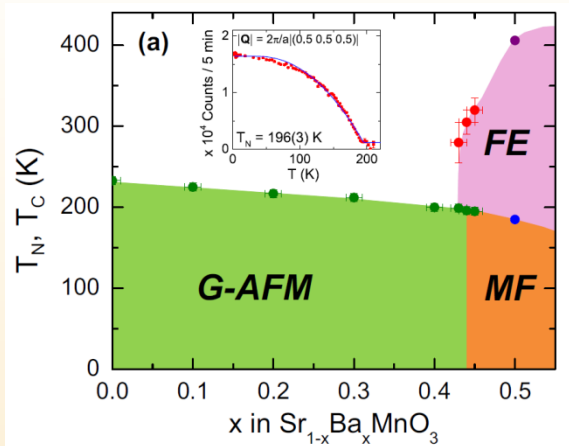 (a)
|Q| = 2π/a|(0.5 0.5 0.5)|
x 10⁴ Counts / 5 min
2
1
0
T_N = 196(3) K
0 100 200
T (K)
T_N, T_C (K)
400
300
200
100
0
FE
G-AFM
MF
0.0 0.1 0.2 0.3 0.4 0.5
x in Sr₁₋ₓBaₓMnO₃